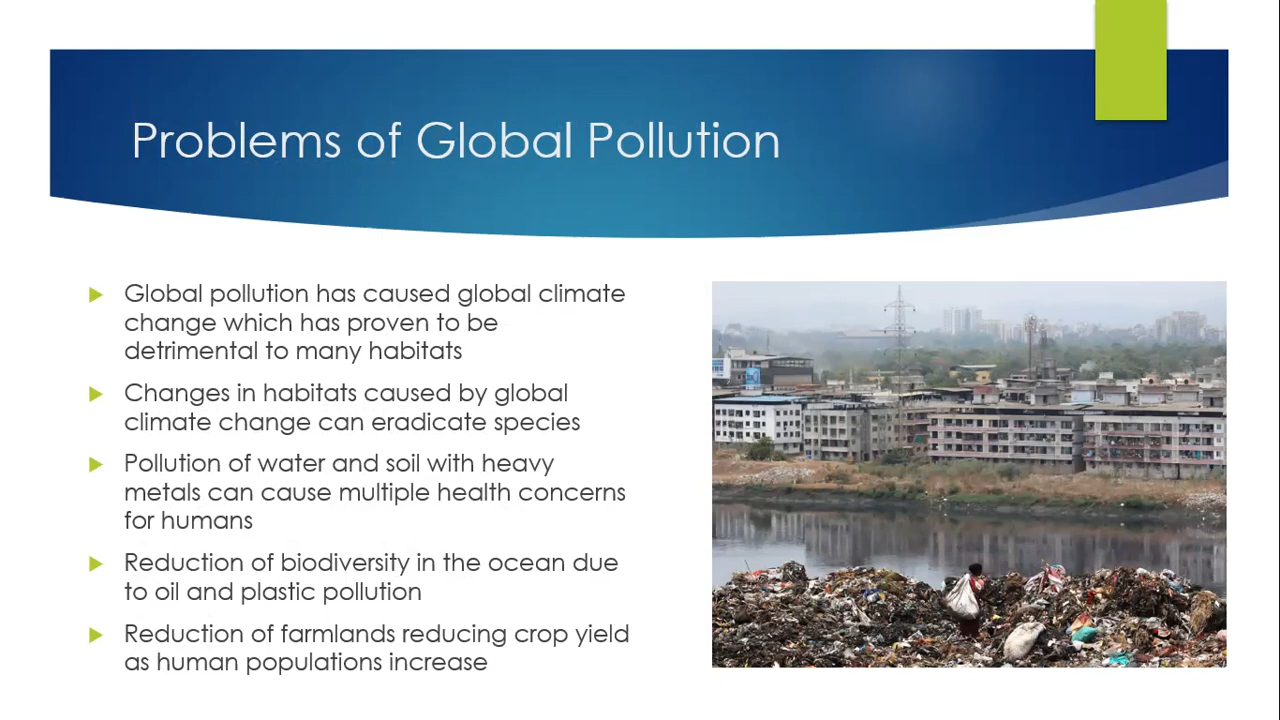 Problems of Global Pollution
Global pollution has caused global climate
change which has proven to be
detrimental to many habitats
Changes in habitats caused by global
climate change can eradicate species
Pollution of water and soil with heavy
metals can cause multiple health concerns
for humans
Reduction of biodiversity in the ocean due
to oil and plastic pollution
Reduction of farmlands reducing crop yield
as human populations increase